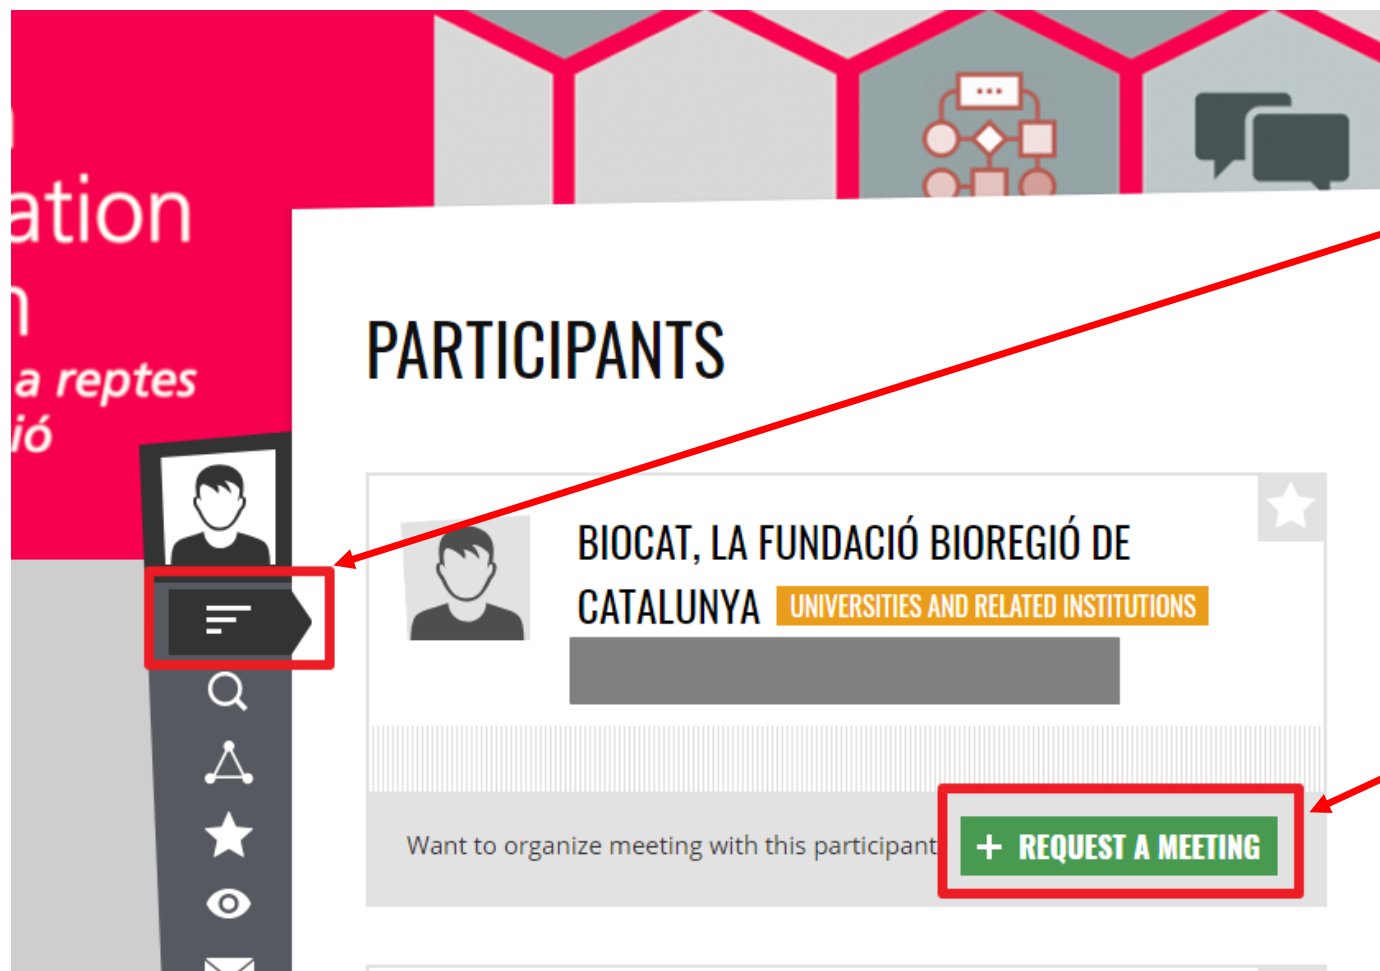 ation
a reptes
ió
PARTICIPANTS
BIOCAT, LA FUNDACIÓ BIOREGIÓ DE
CATALUNYA UNIVERSITIES AND RELATED INSTITUTIONS
Want to organize meeting with this participant
+ REQUEST A MEETING